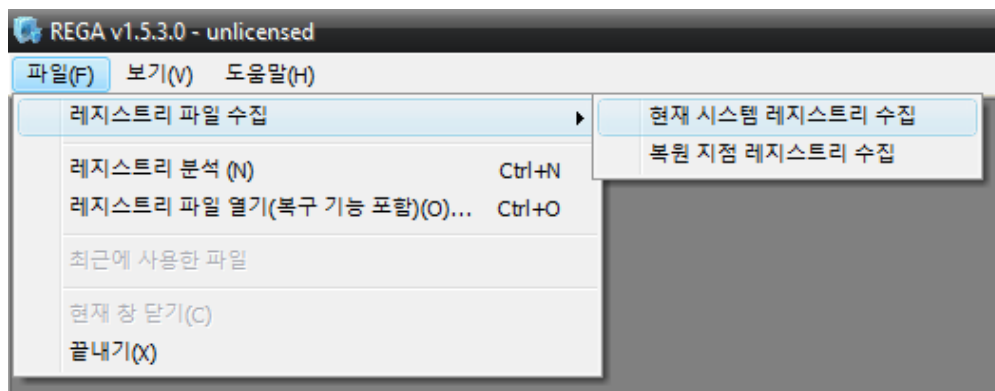 REGA v1.5.3.0 - unlicensed
파일(F) 보기(V) 도움말(H)
레지스트리 파일 수집
현재 시스템 레지스트리 수집
복원 지점 레지스트리 수집
레지스트리 분석 (N) Ctrl+N
레지스트리 파일 열기(복구 기능 포함)(O)... Ctrl+O
최근에 사용한 파일
현재 창 닫기(C)
끝내기(X)